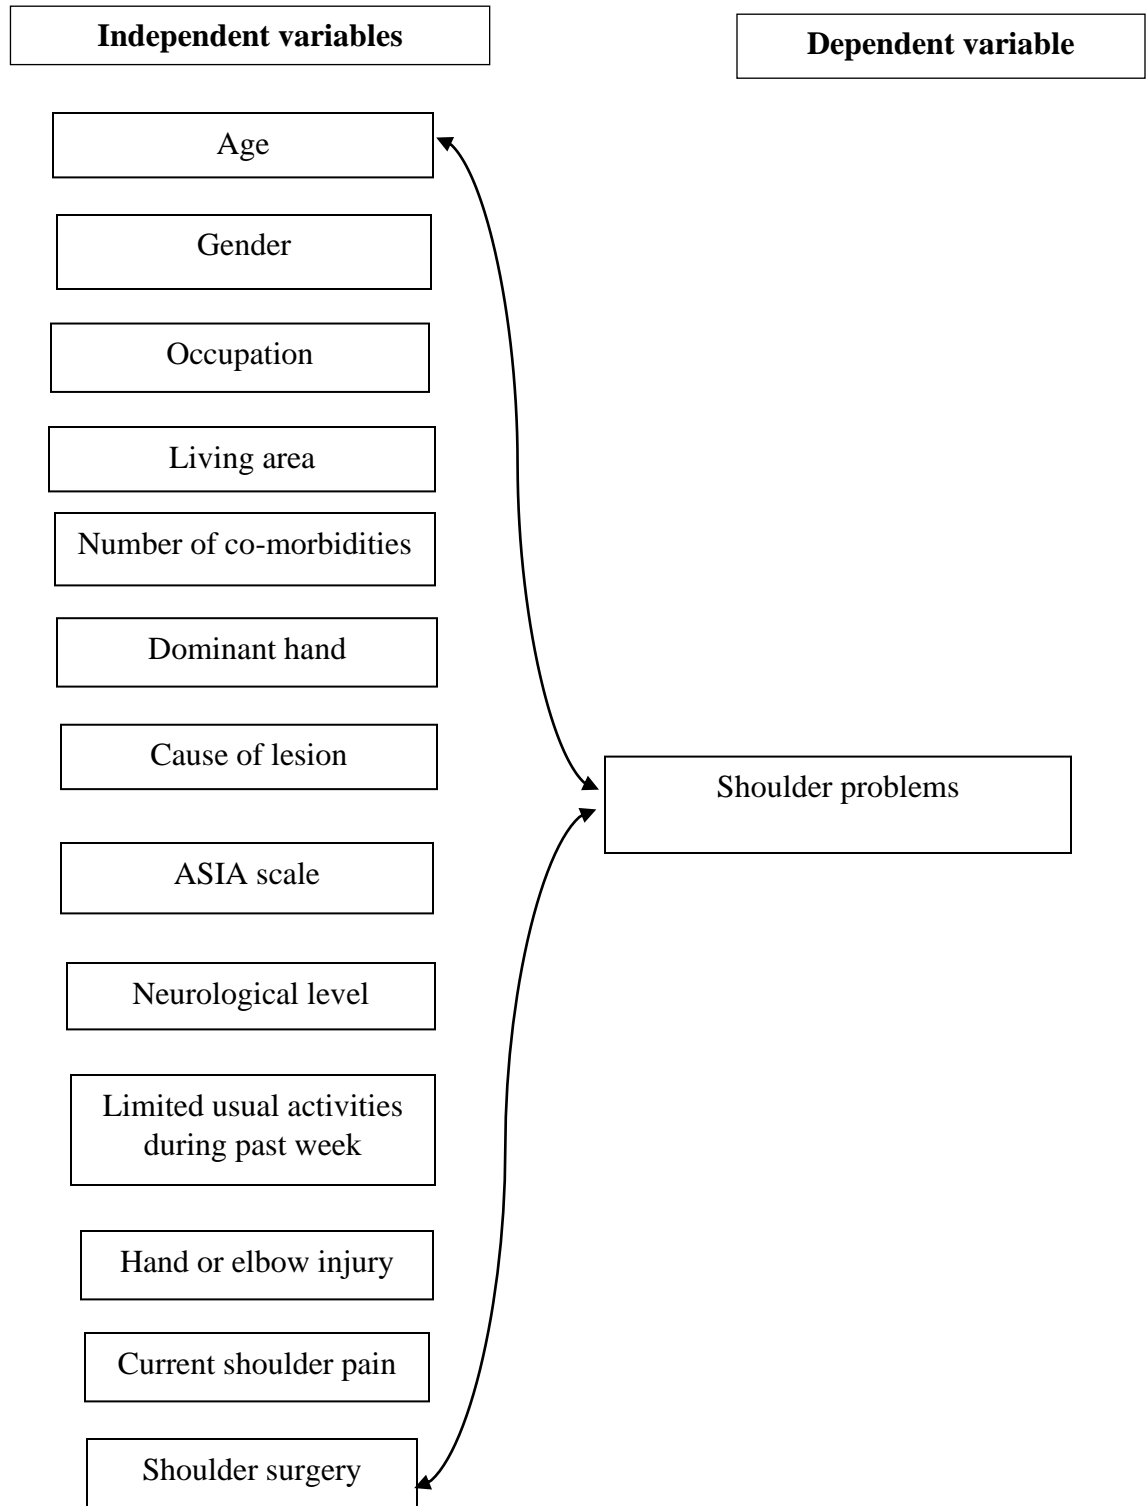 Independent variables
Dependent variable
Age
Gender
Occupation
Living area
Number of co-morbidities
Dominant hand
Cause of lesion
Shoulder problems
ASIA scale
Neurological level
Limited usual activities
during past week
Hand or elbow injury
Current shoulder pain
Shoulder surgery